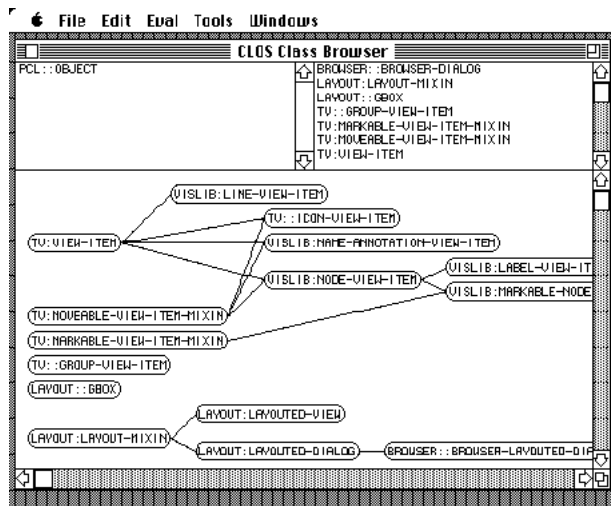 File Edit Eval Tools Windows
CLOS Class Browser
PCL::OBJECT
BROWSER::BROWSER-DIALOG
LAYOUT:LAYOUT-MIXIN
LAYOUT::GBOX
TV::GROUP-VIEW-ITEM
TV:MARKABLE-VIEW-ITEM-MIXIN
TV:MOVEABLE-VIEW-ITEM-MIXIN
TV:VIEW-ITEM
VISLIB:LINE-VIEW-ITEM
TV::ICON-VIEW-ITEM
TV:VIEW-ITEM
VISLIB:NAME-ANNOTATION-VIEW-ITEM
VISLIB:LABEL-VIEW-IT
VISLIB:NODE-VIEW-ITEM
VISLIB:MARKABLE-NODE
TV:MOVEABLE-VIEW-ITEM-MIXIN
TV:MARKABLE-VIEW-ITEM-MIXIN
TV::GROUP-VIEW-ITEM
LAYOUT::GBOX
LAYOUT:LAYOUTED-VIEW
LAYOUT:LAYOUT-MIXIN
LAYOUT:LAYOUTED-DIALOG
BROWSER::BROWSER-LAYOUTED-DIA